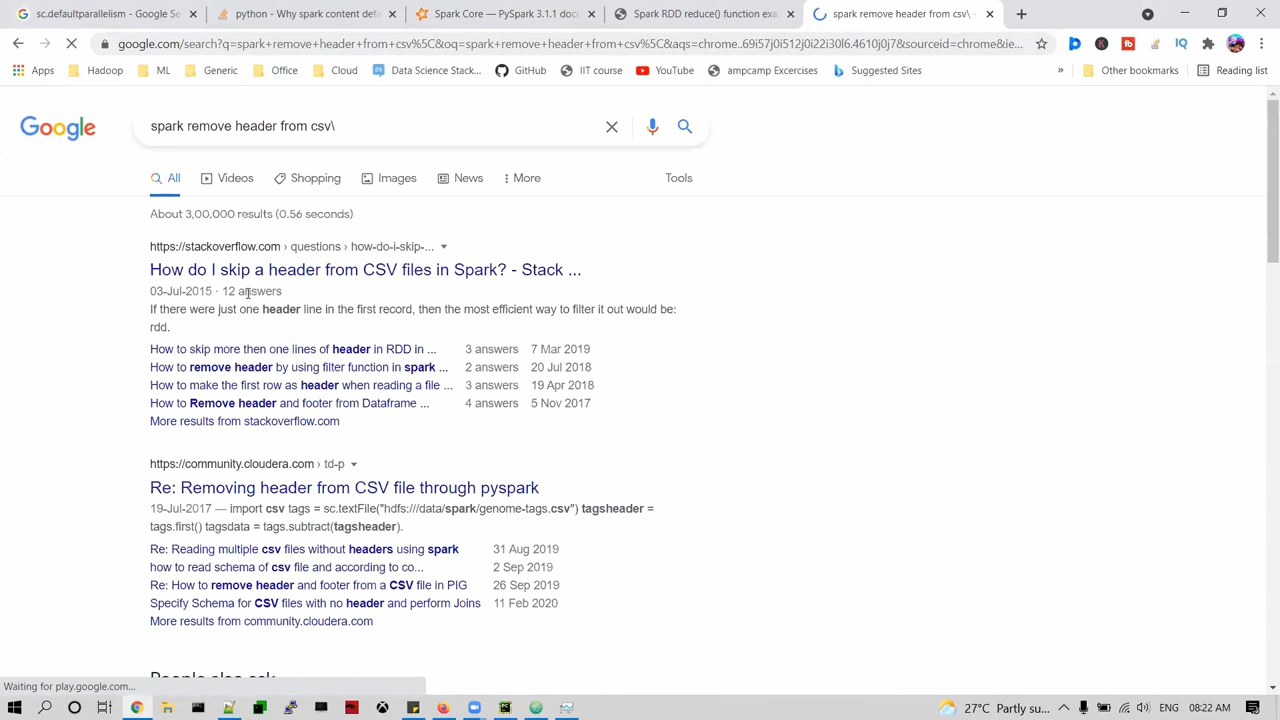 sc.defaultparallelism - Google Se
python - Why spark content defa
Spark Core — PySpark 3.1.1 docu
Spark RDD reduce() function exam
spark remove header from csv\ -
google.com/search?q=spark+remove+header+from+csv%5C&oq=spark+remove+header+from+csv%5C&aqs=chrome..69i57j0i512j0i22i30l6.4610j0j7&sourceid=chrome&ie...
Apps Hadoop ML Generic Office Cloud Data Science Stack... GitHub IIT course YouTube ampcamp Excercises Suggested Sites » Other bookmarks Reading list
Google
spark remove header from csv\
All Videos Shopping Images News More Tools
About 3,00,000 results (0.56 seconds)
https://stackoverflow.com › questions › how-do-i-skip-...
How do I skip a header from CSV files in Spark? - Stack ...
03-Jul-2015 · 12 answers
If there were just one header line in the first record, then the most efficient way to filter it out would be:
rdd.
How to skip more then one lines of header in RDD in ... 3 answers 7 Mar 2019
How to remove header by using filter function in spark ... 2 answers 20 Jul 2018
How to make the first row as header when reading a file ... 3 answers 19 Apr 2018
How to Remove header and footer from Dataframe ... 4 answers 5 Nov 2017
More results from stackoverflow.com
https://community.cloudera.com › td-p
Re: Removing header from CSV file through pyspark
19-Jul-2017 — import csv tags = sc.textFile("hdfs:///data/spark/genome-tags.csv") tagsheader =
tags.first() tagsdata = tags.subtract(tagsheader).
Re: Reading multiple csv files without headers using spark 31 Aug 2019
how to read schema of csv file and according to co... 2 Sep 2019
Re: How to remove header and footer from a CSV file in PIG 26 Sep 2019
Specify Schema for CSV files with no header and perform Joins 11 Feb 2020
More results from community.cloudera.com
People also ask
Waiting for play.google.com...
27°C Partly su... ENG 08:22 AM